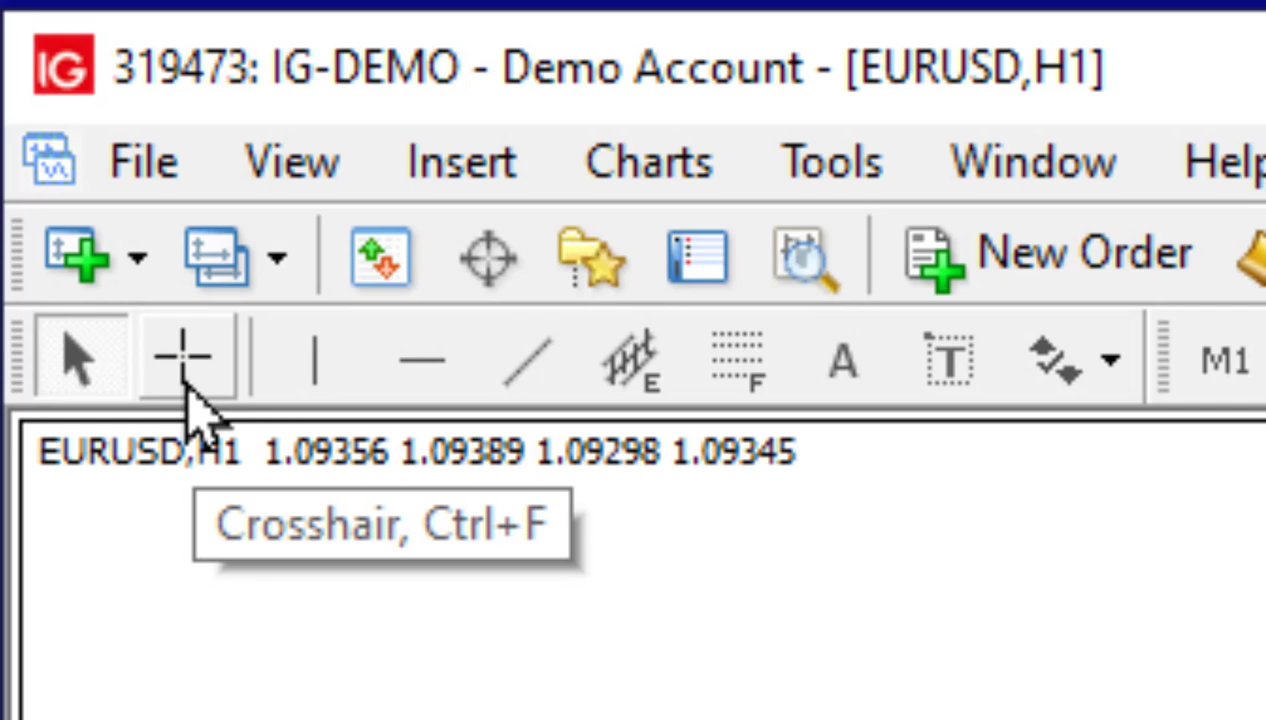 IG 319473: IG-DEMO - Demo Account - [EURUSD,H1]
File View Insert Charts Tools Window Help
New Order
E F A T M1
EURUSD,H1 1.09356 1.09389 1.09298 1.09345
Crosshair, Ctrl+F